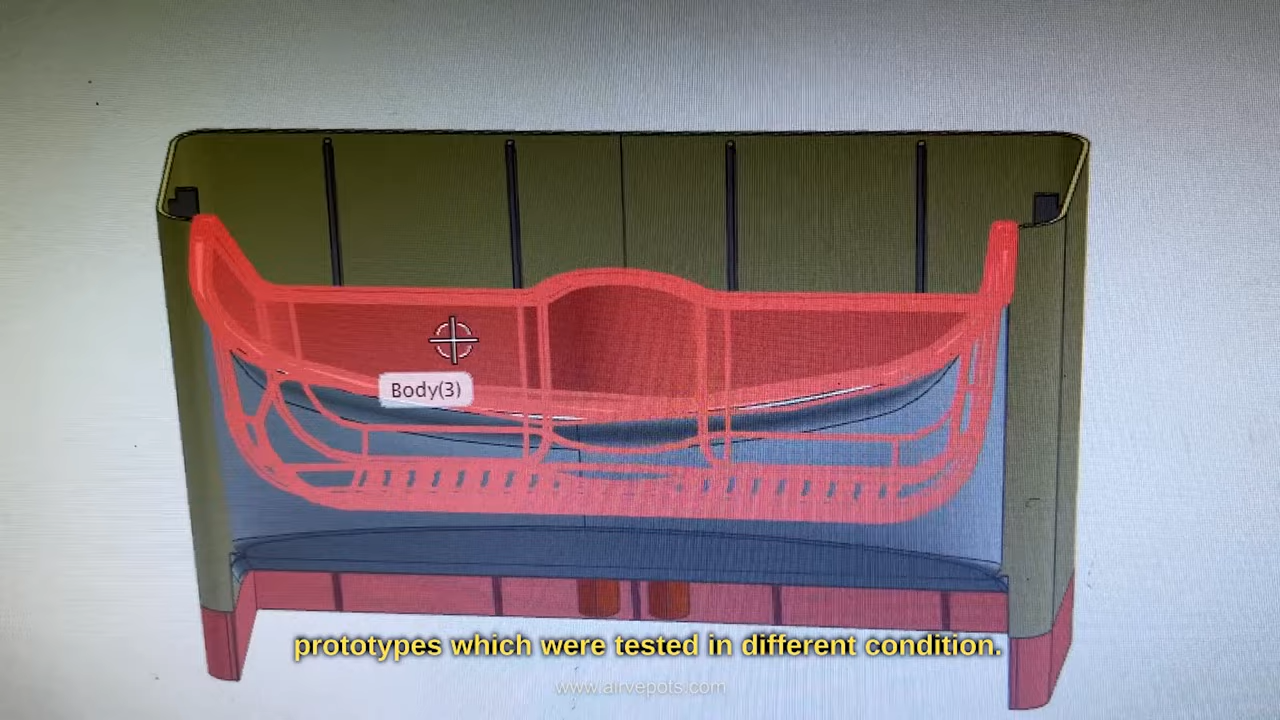 Body(3)
prototypes which were tested in different condition.
www.airvepots.com